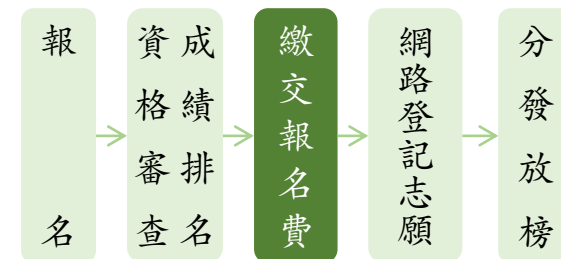 報名
資格審查
成績排名
繳交報名費
網路登記志願
分發放榜